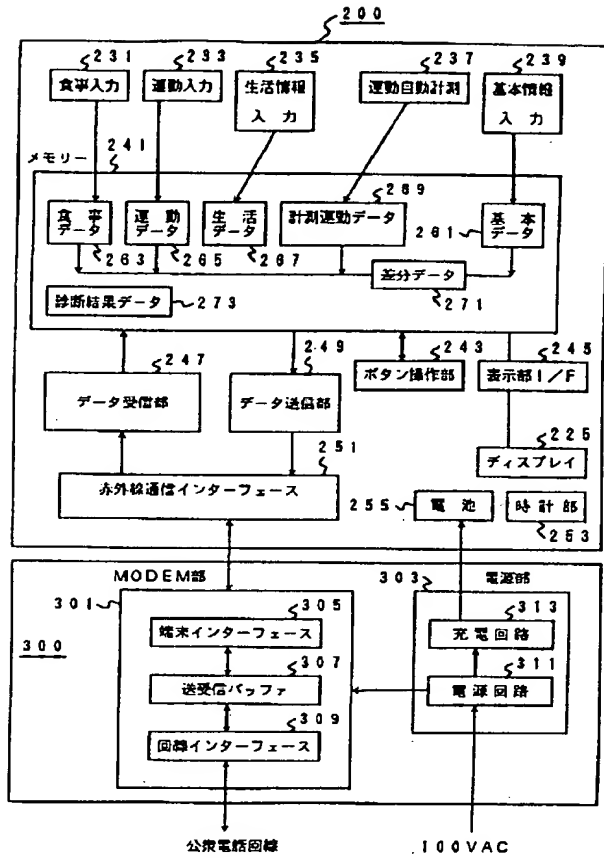 200
231
233
235
237
239
食事入力
運動入力
生活情報
入力
運動自動計測
基本情報
入力
241
メモリー
269
食事
データ
運動
データ
生活
データ
計測運動データ
261
基本
データ
263
265
267
差分データ
271
診断結果データ
273
247
249
243
245
データ受信部
データ送信部
ボタン操作部
表示部I/F
251
225
ディスプレイ
赤外線通信インターフェース
255
電池
時計部
253
MODEM部
303
電源部
301
305
313
端末インターフェース
充電回路
300
307
311
送受信バッファ
電源回路
309
回線インターフェース
公衆電話回線
100VAC